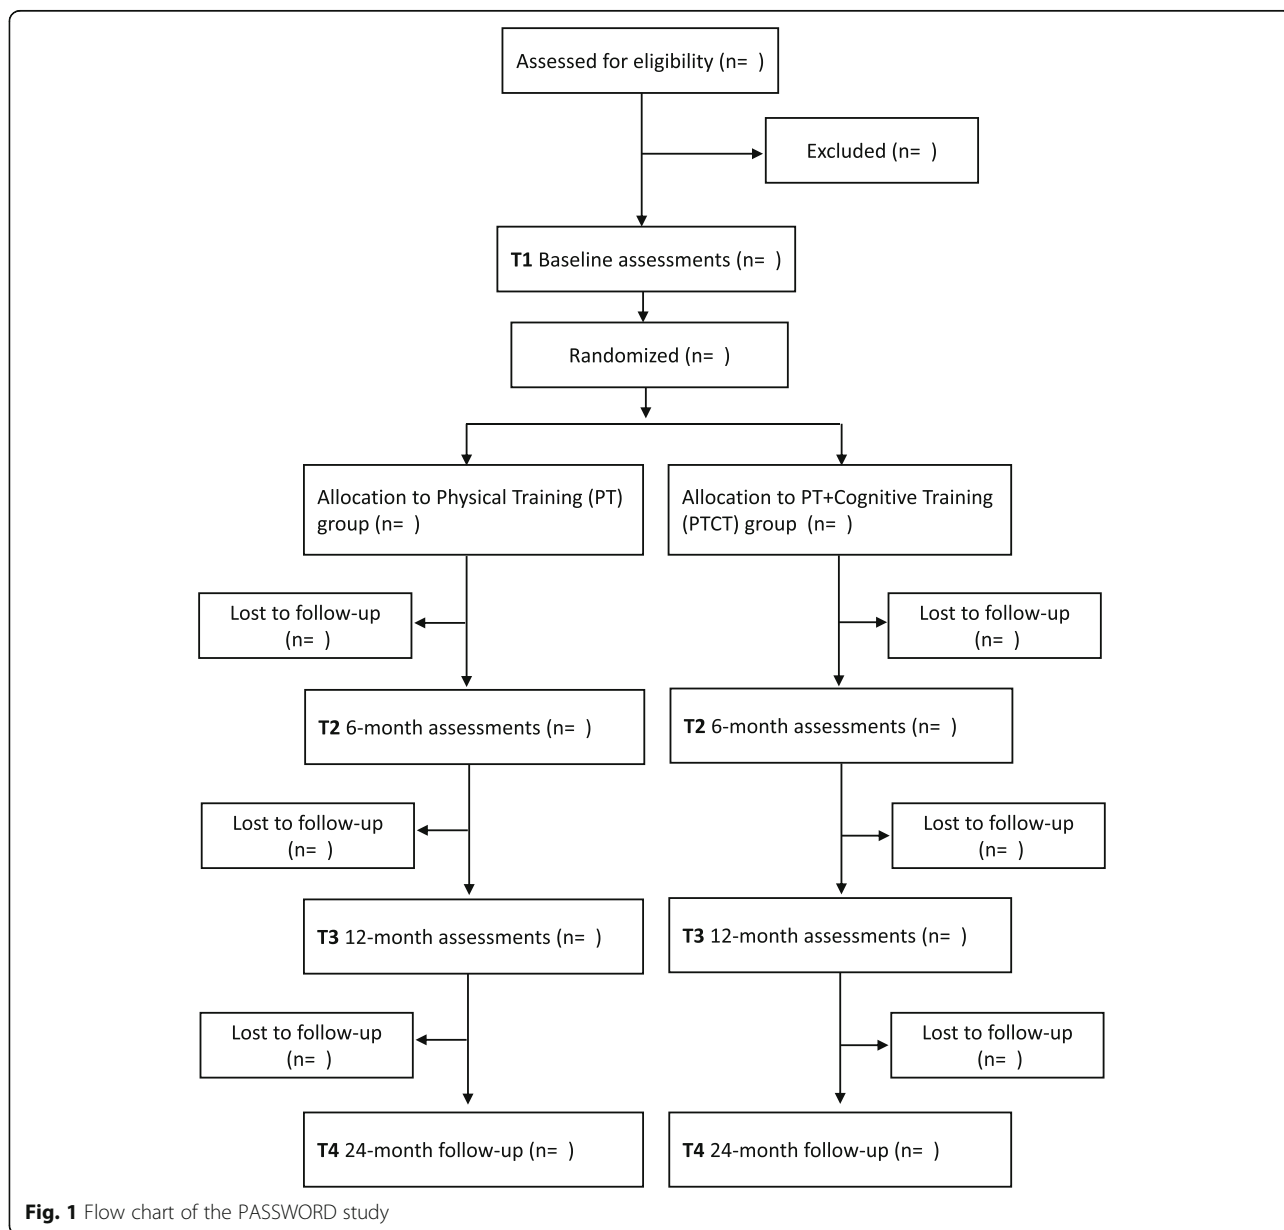 Assessed for eligibility (n=  )
Excluded (n=  )
T1 Baseline assessments (n=  )
Randomized (n=  )
Allocation to Physical Training (PT)
group (n=  )
Allocation to PT+Cognitive Training
(PTCT) group  (n=  )
Lost to follow-up
(n=  )
Lost to follow-up
(n=  )
T2 6-month assessments (n=  )
T2 6-month assessments (n=  )
Lost to follow-up
(n=  )
Lost to follow-up
(n=  )
T3 12-month assessments (n=  )
T3 12-month assessments (n=  )
Lost to follow-up
(n=  )
Lost to follow-up
(n=  )
T4 24-month follow-up (n=  )
T4 24-month follow-up (n=  )
Fig. 1 Flow chart of the PASSWORD study